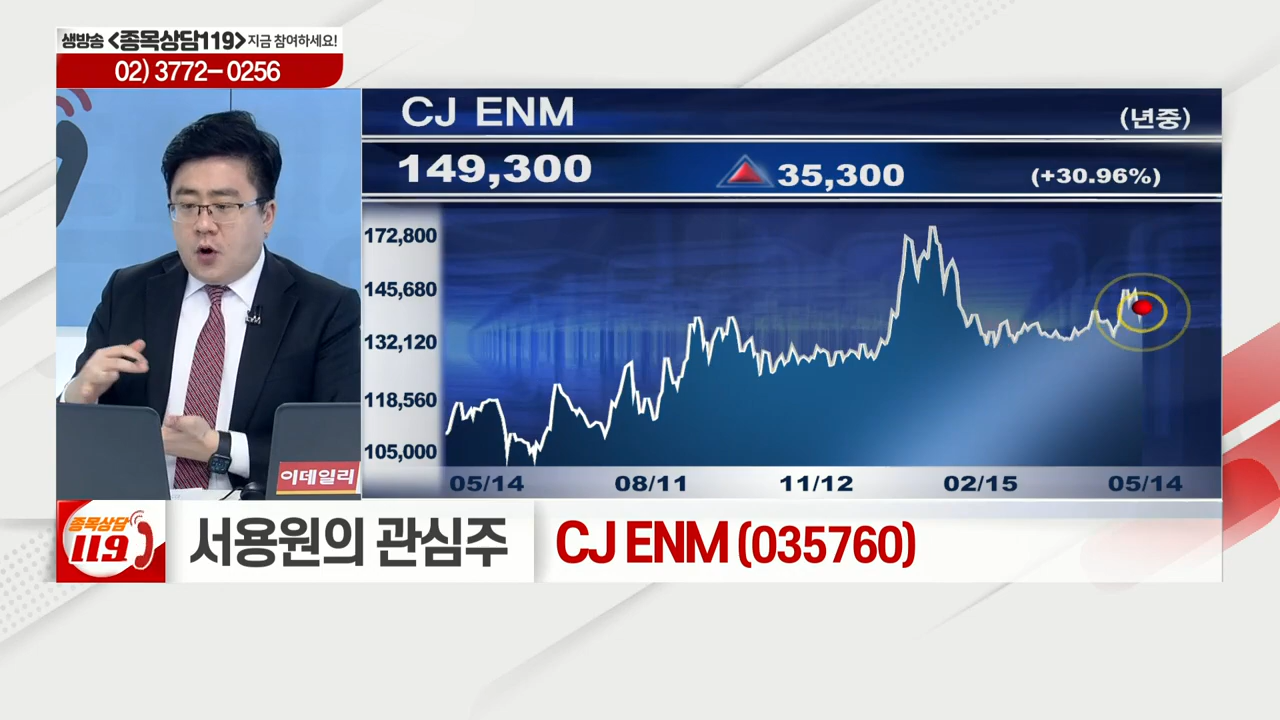 생방송 <종목상담119> 지금 참여하세요!
02) 3772-0256
CJ ENM
(년중)
149,300
35,300
(+30.96%)
172,800
145,680
132,120
118,560
105,000
05/14
08/11
11/12
02/15
05/14
이데일리
종목상담
119
서용원의 관심주
CJ ENM (035760)